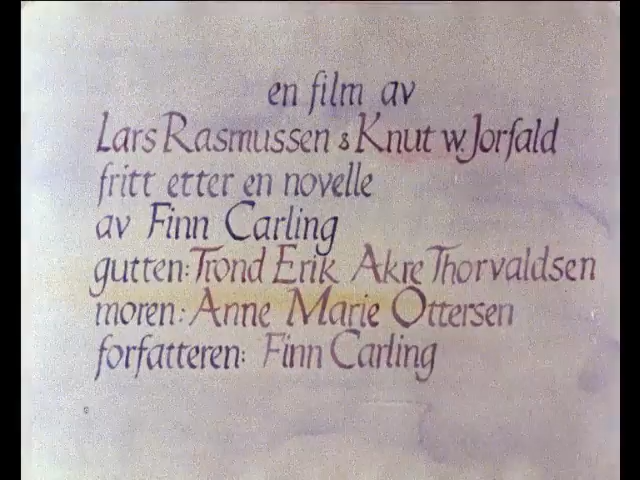 en film av
Lars Rasmussen & Knut W. Jorfald
fritt etter en novelle
av Finn Carling
gutten: Trond Erik Akre Thorvaldsen
moren: Anne Marie Ottersen
forfatteren: Finn Carling